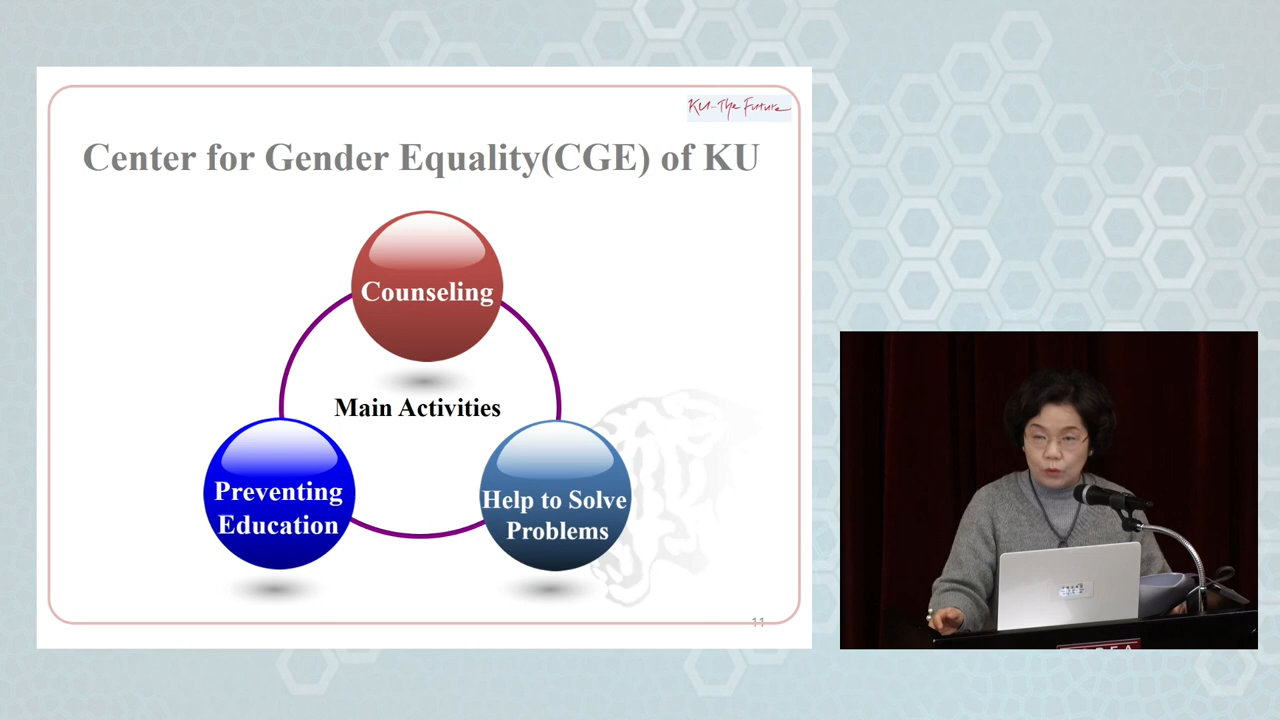 KU-The Future
Center for Gender Equality(CGE) of KU
Counseling
Main Activities
Preventing
Education
Help to Solve
Problems
11